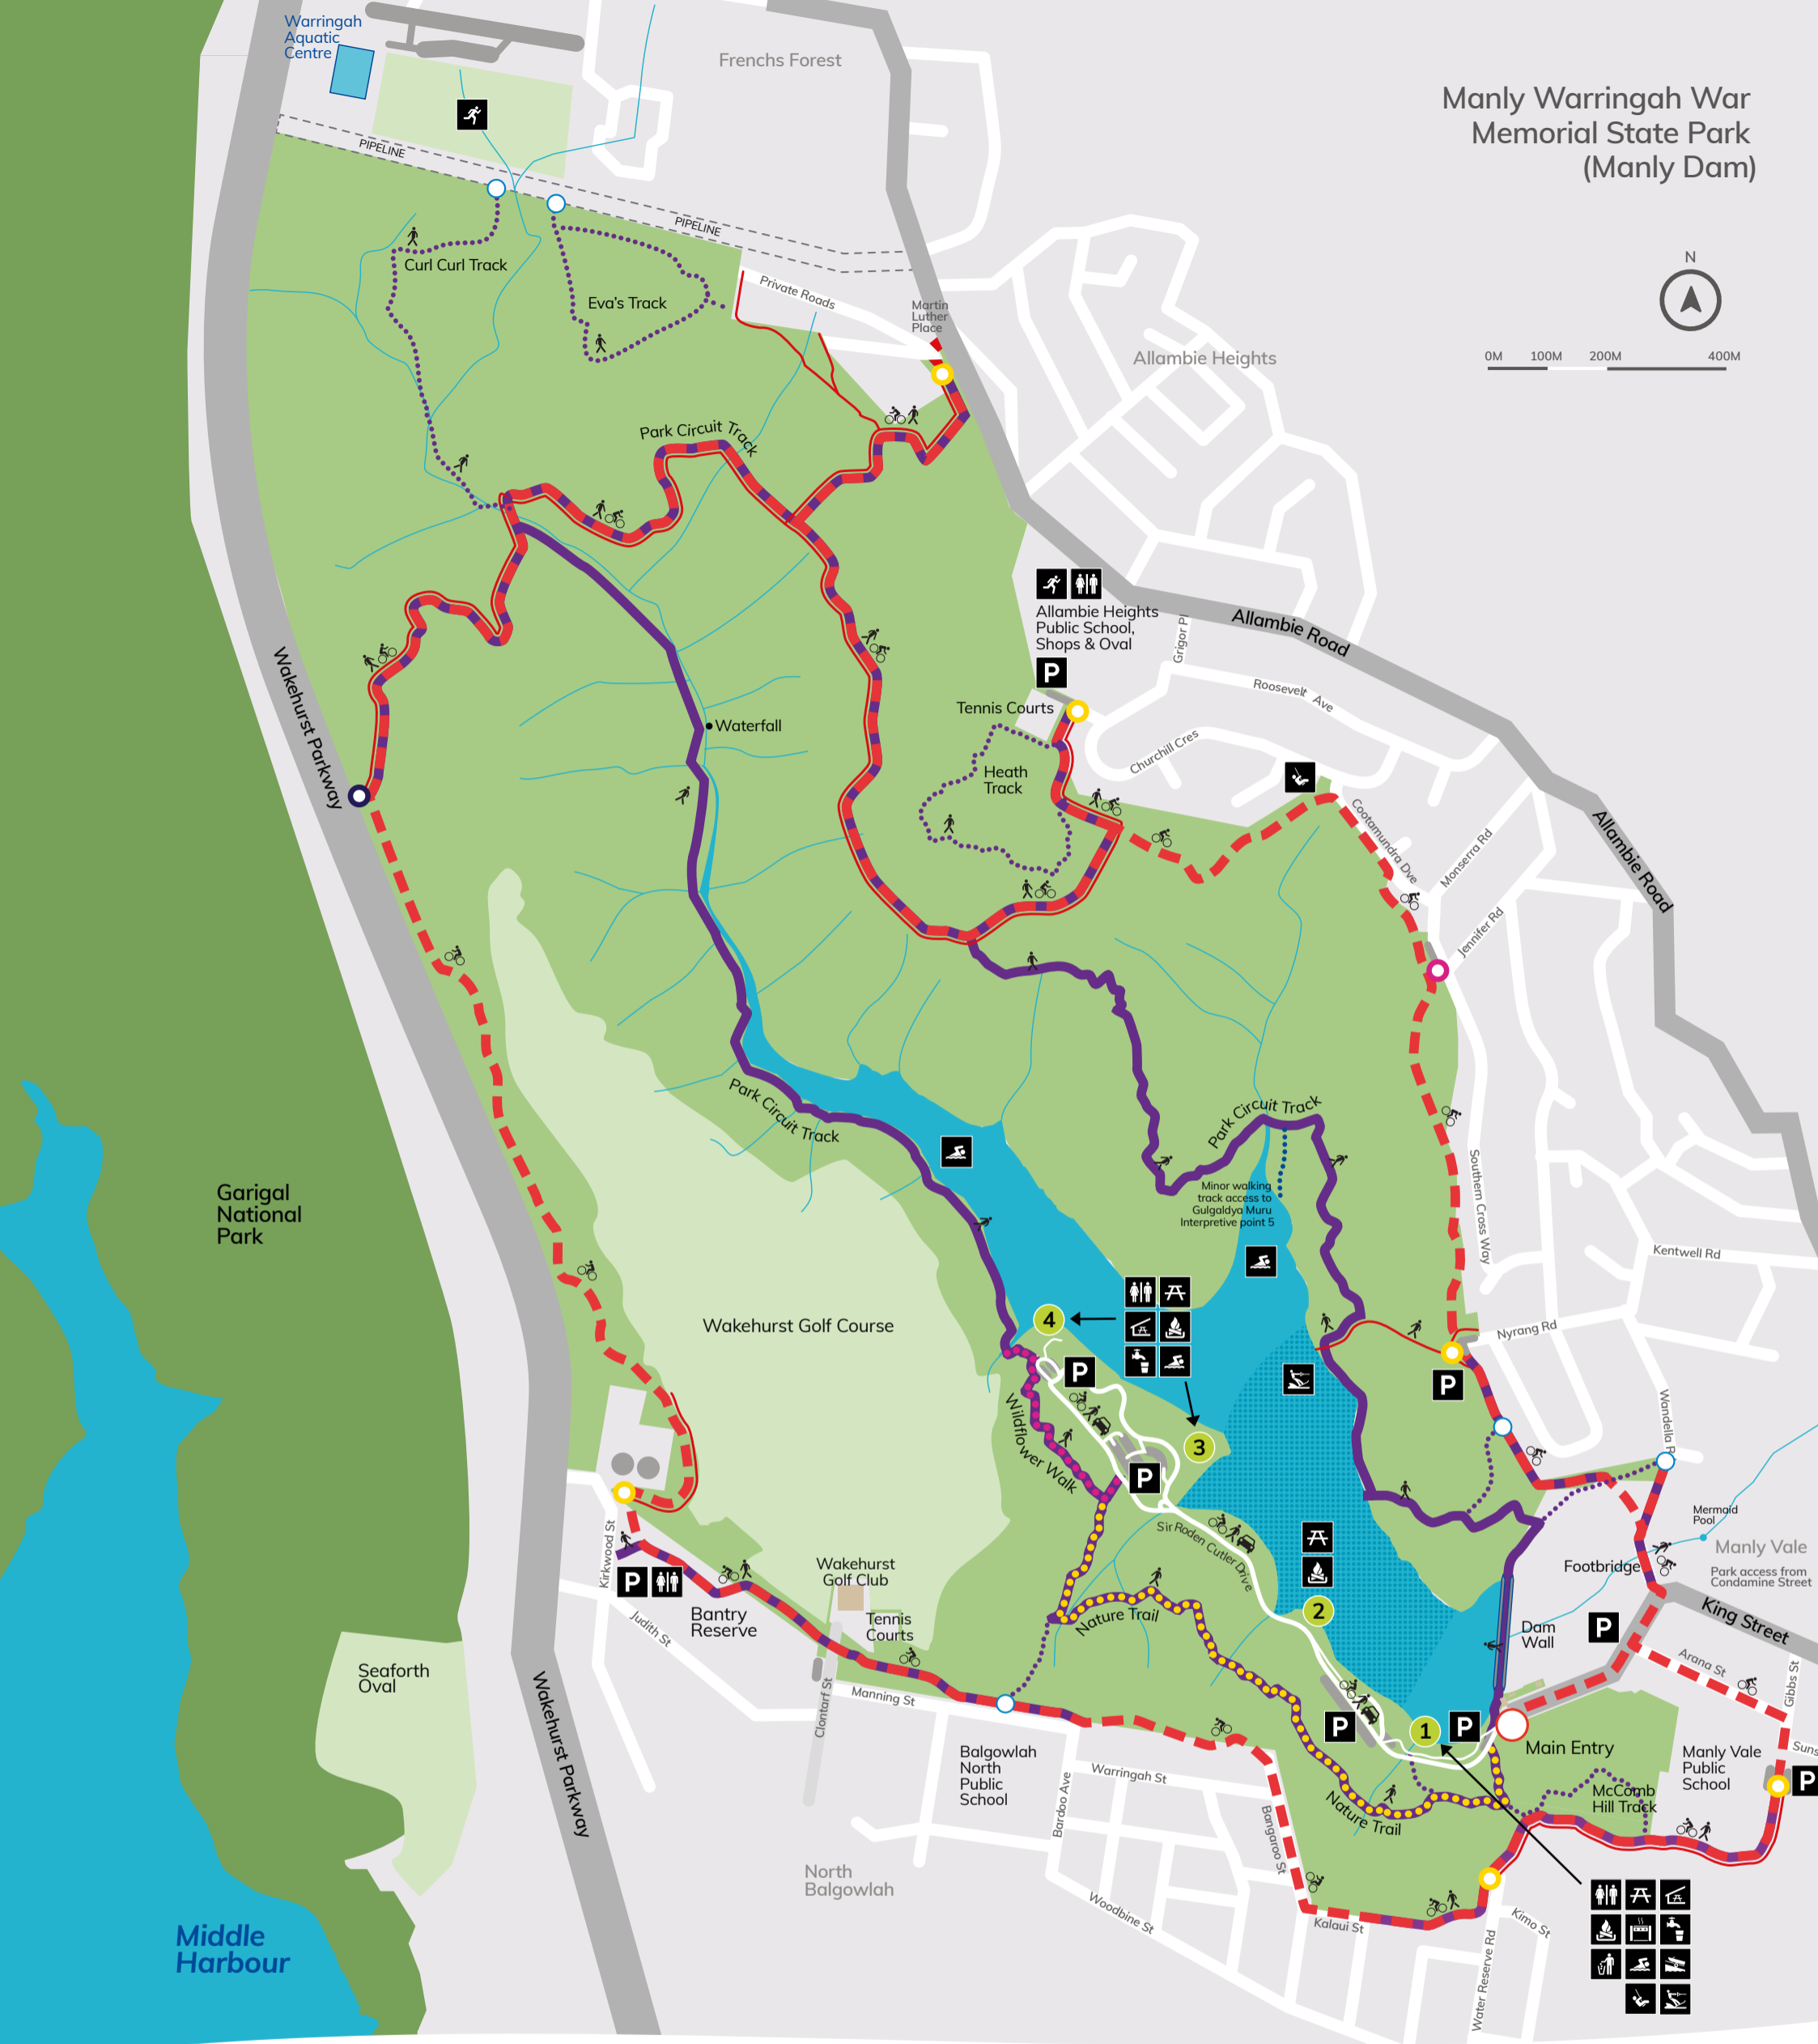 Warringah
Aquatic
Centre
Frenchs Forest
Manly Warringah War
Memorial State Park
(Manly Dam)
PIPELINE
PIPELINE
N
0M 100M 200M 400M
Curl Curl Track
Eva's Track
Private Roads
Martin
Luther
Place
Allambie Heights
Park Circuit Track
Allambie Heights
Public School,
Shops & Oval
P
Grigor Pl
Allambie Road
Roosevelt Ave
Tennis Courts
Churchill Cres
Heath
Track
Wakehurst Parkway
Waterfall
Cootamundra Dve
Monserra Rd
Allambie Road
Jennifer Rd
Park Circuit Track
Park Circuit Track
Minor walking
track access to
Gulgaldya Muru
Interpretive point 5
Southern Cross Way
Kentwell Rd
Garigal
National
Park
Wakehurst Golf Course
4
P
Nyrang Rd
P
Wandella R
Wildflower Walk
3
P
Sir Roden Cutler Drive
Mermaid
Pool
Manly Vale
Park access from
Condamine Street
Footbridge
King Street
Kirkwood St
P
Wakehurst
Golf Club
Judith St
Bantry
Reserve
Tennis
Courts
Nature Trail
2
Dam
Wall
P
Arana St
Gibbs St
Seaforth
Oval
Wakehurst Parkway
Clontarf St
Manning St
P
1
P
Main Entry
Manly Vale
Public
School
Suns
P
Balgowlah
North
Public
School
Bardoo Ave
Warringah St
Bangaroo St
Nature Trail
McComb
Hill Track
North
Balgowlah
Woodbine St
Kalaui St
Kimo St
Water Reserve Rd
Middle
Harbour